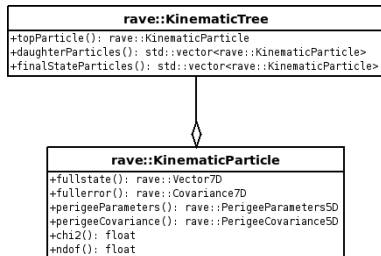 rave::KinematicTree
+topParticle(): rave::KinematicParticle
+daughterParticles(): std::vector<rave::KinematicParticle>
+finalStateParticles(): std::vector<rave::KinematicParticle>
rave::KinematicParticle
+fullstate(): rave::Vector7D
+fullerror(): rave::Covariance7D
+perigeeParameters(): rave::PerigeeParameters5D
+perigeeCovariance(): rave::PerigeeCovariance5D
+chi2(): float
+ndof(): float